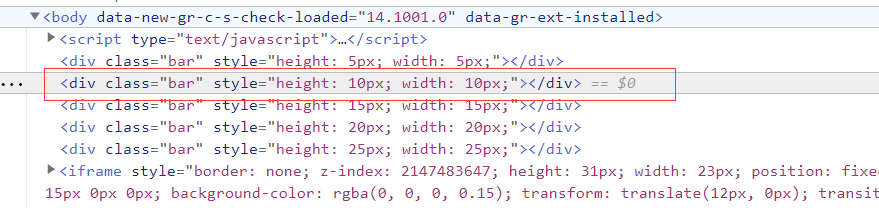 ▼<body data-new-gr-c-s-check-loaded="14.1001.0" data-gr-ext-installed>
▶<script type="text/javascript">…</script>
<div class="bar" style="height: 5px; width: 5px;"></div>
...<div class="bar" style="height: 10px; width: 10px;"></div> == $0
<div class="bar" style="height: 15px; width: 15px;"></div>
<div class="bar" style="height: 20px; width: 20px;"></div>
<div class="bar" style="height: 25px; width: 25px;"></div>
▶<iframe style="border: none; z-index: 2147483647; height: 31px; width: 23px; position: fixe
15px 0px 0px; background-color: rgba(0, 0, 0, 0.15); transform: translate(12px, 0px); transit